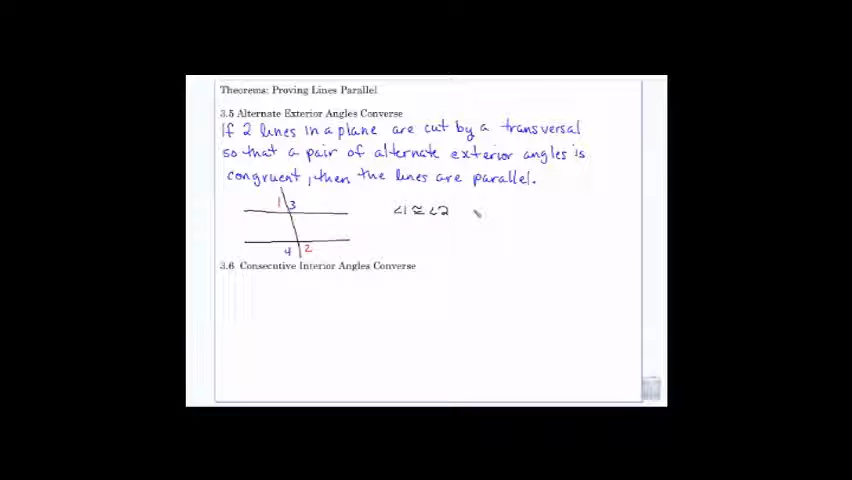 Theorems: Proving Lines Parallel
3.5 Alternate Exterior Angles Converse
If 2 lines in a plane are cut by a transversal
so that a pair of alternate exterior angles is
congruent, then the lines are parallel.
1 3
∠1 ≅ ∠2
4 2
3.6 Consecutive Interior Angles Converse